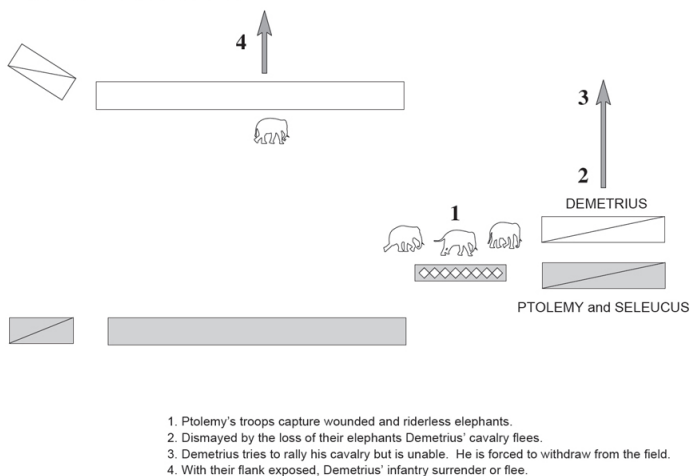 4
3
2
DEMETRIUS
1
PTOLEMY and SELEUCUS
1. Ptolemy's troops capture wounded and riderless elephants.
2. Dismayed by the loss of their elephants Demetrius' cavalry flees.
3. Demetrius tries to rally his cavalry but is unable. He is forced to withdraw from the field.
4. With their flank exposed, Demetrius' infantry surrender or flee.